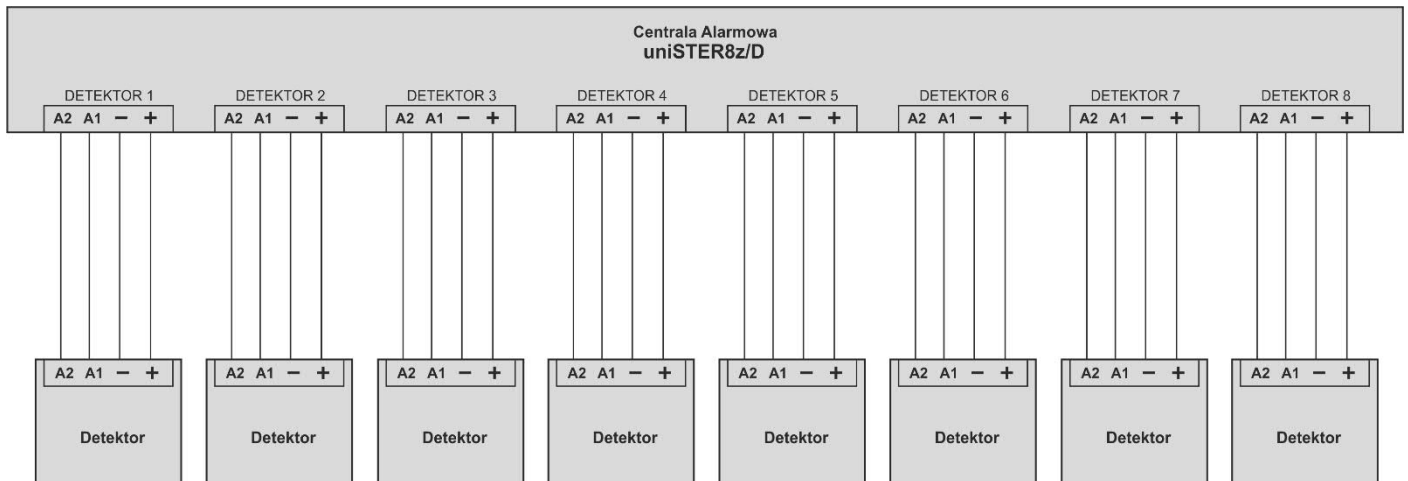 Centrala Alarmowa
uniSTER8z/D
DETEKTOR 1 DETEKTOR 2 DETEKTOR 3 DETEKTOR 4 DETEKTOR 5 DETEKTOR 6 DETEKTOR 7 DETEKTOR 8
A2 A1 − + A2 A1 − + A2 A1 − + A2 A1 − + A2 A1 − + A2 A1 − + A2 A1 − + A2 A1 − +
A2 A1 − + A2 A1 − + A2 A1 − + A2 A1 − + A2 A1 − + A2 A1 − + A2 A1 − + A2 A1 − +
Detektor Detektor Detektor Detektor Detektor Detektor Detektor Detektor